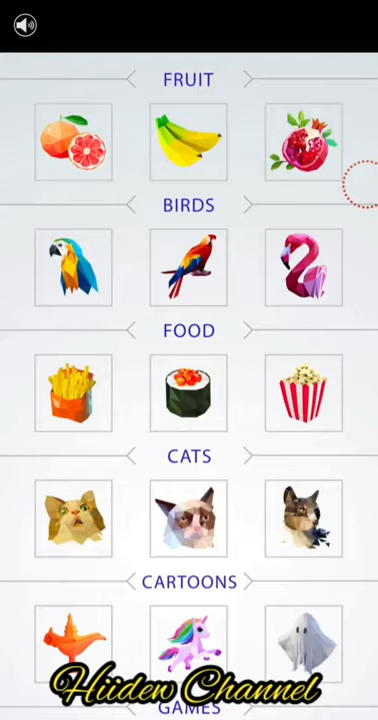 FRUIT
BIRDS
FOOD
CATS
CARTOONS
Hiiden Channel
GAMES